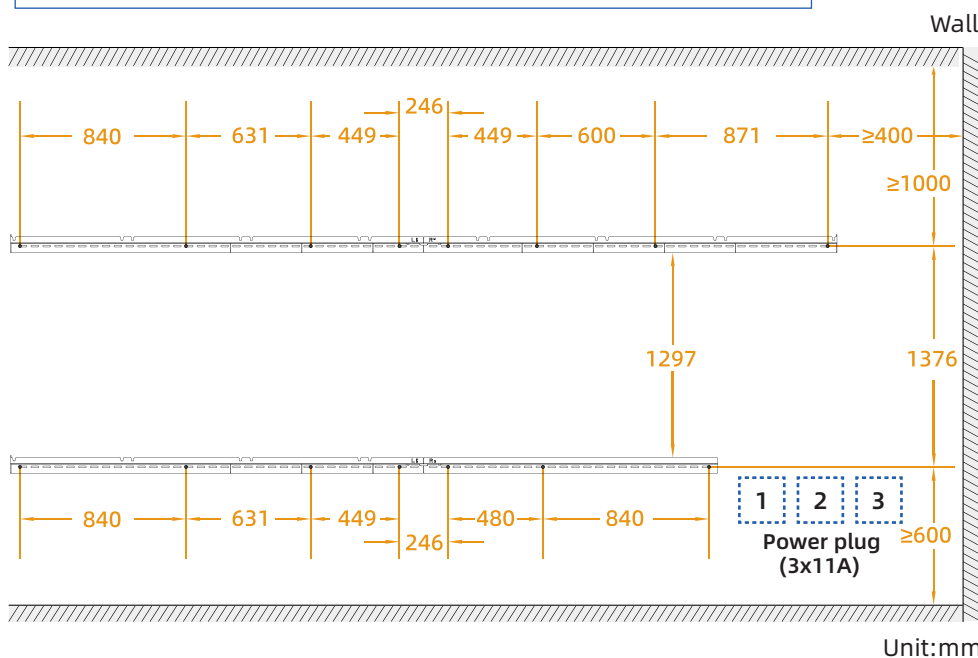 Wall
246
840 631 449 449 600 871 ≥400
≥1000
1297 1376
1 2 3
840 631 449 480 840
246
Power plug
(3x11A)
≥600
Unit:mm